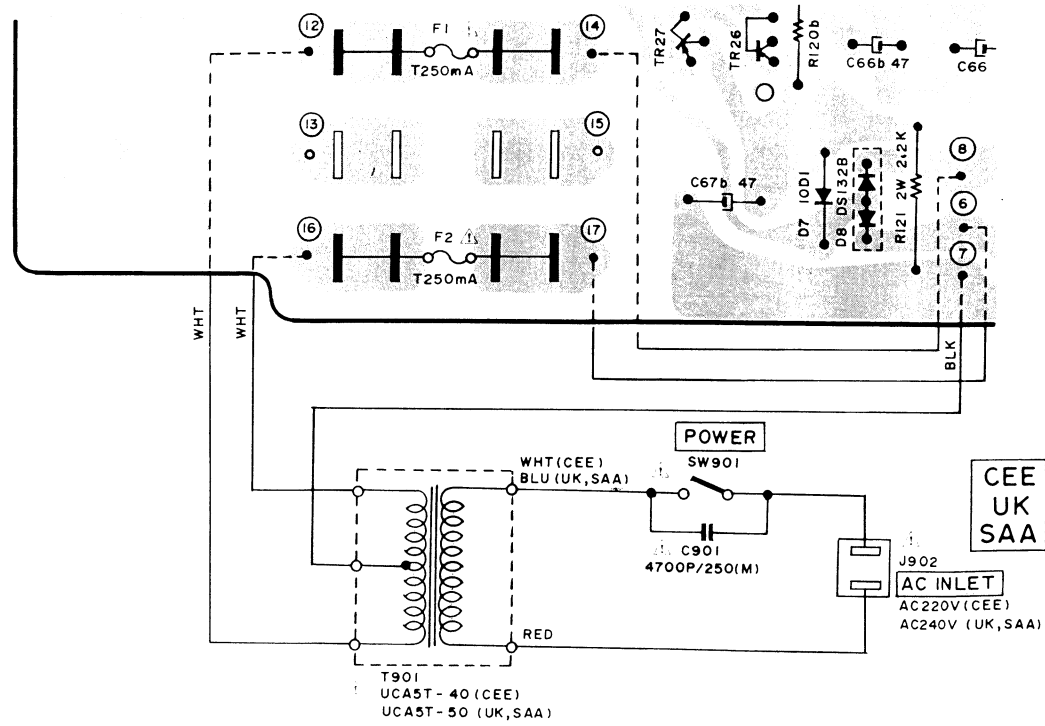 12
F1
14
T250mA
TR27
TR26
R120b
C66b 47
C66
13
15
8
C67b 47
D7 10D1
D8 DS132B
R121 2W 2.2K
6
16
F2
17
7
T250mA
WHT
WHT
BLK
POWER
SW901
WHT (CEE)
BLU (UK, SAA)
CEE
UK
SAA
C901
4700P/250(M)
J902
AC INLET
AC220V (CEE)
AC240V (UK, SAA)
RED
T901
UCA5T-40 (CEE)
UCA5T-50 (UK, SAA)